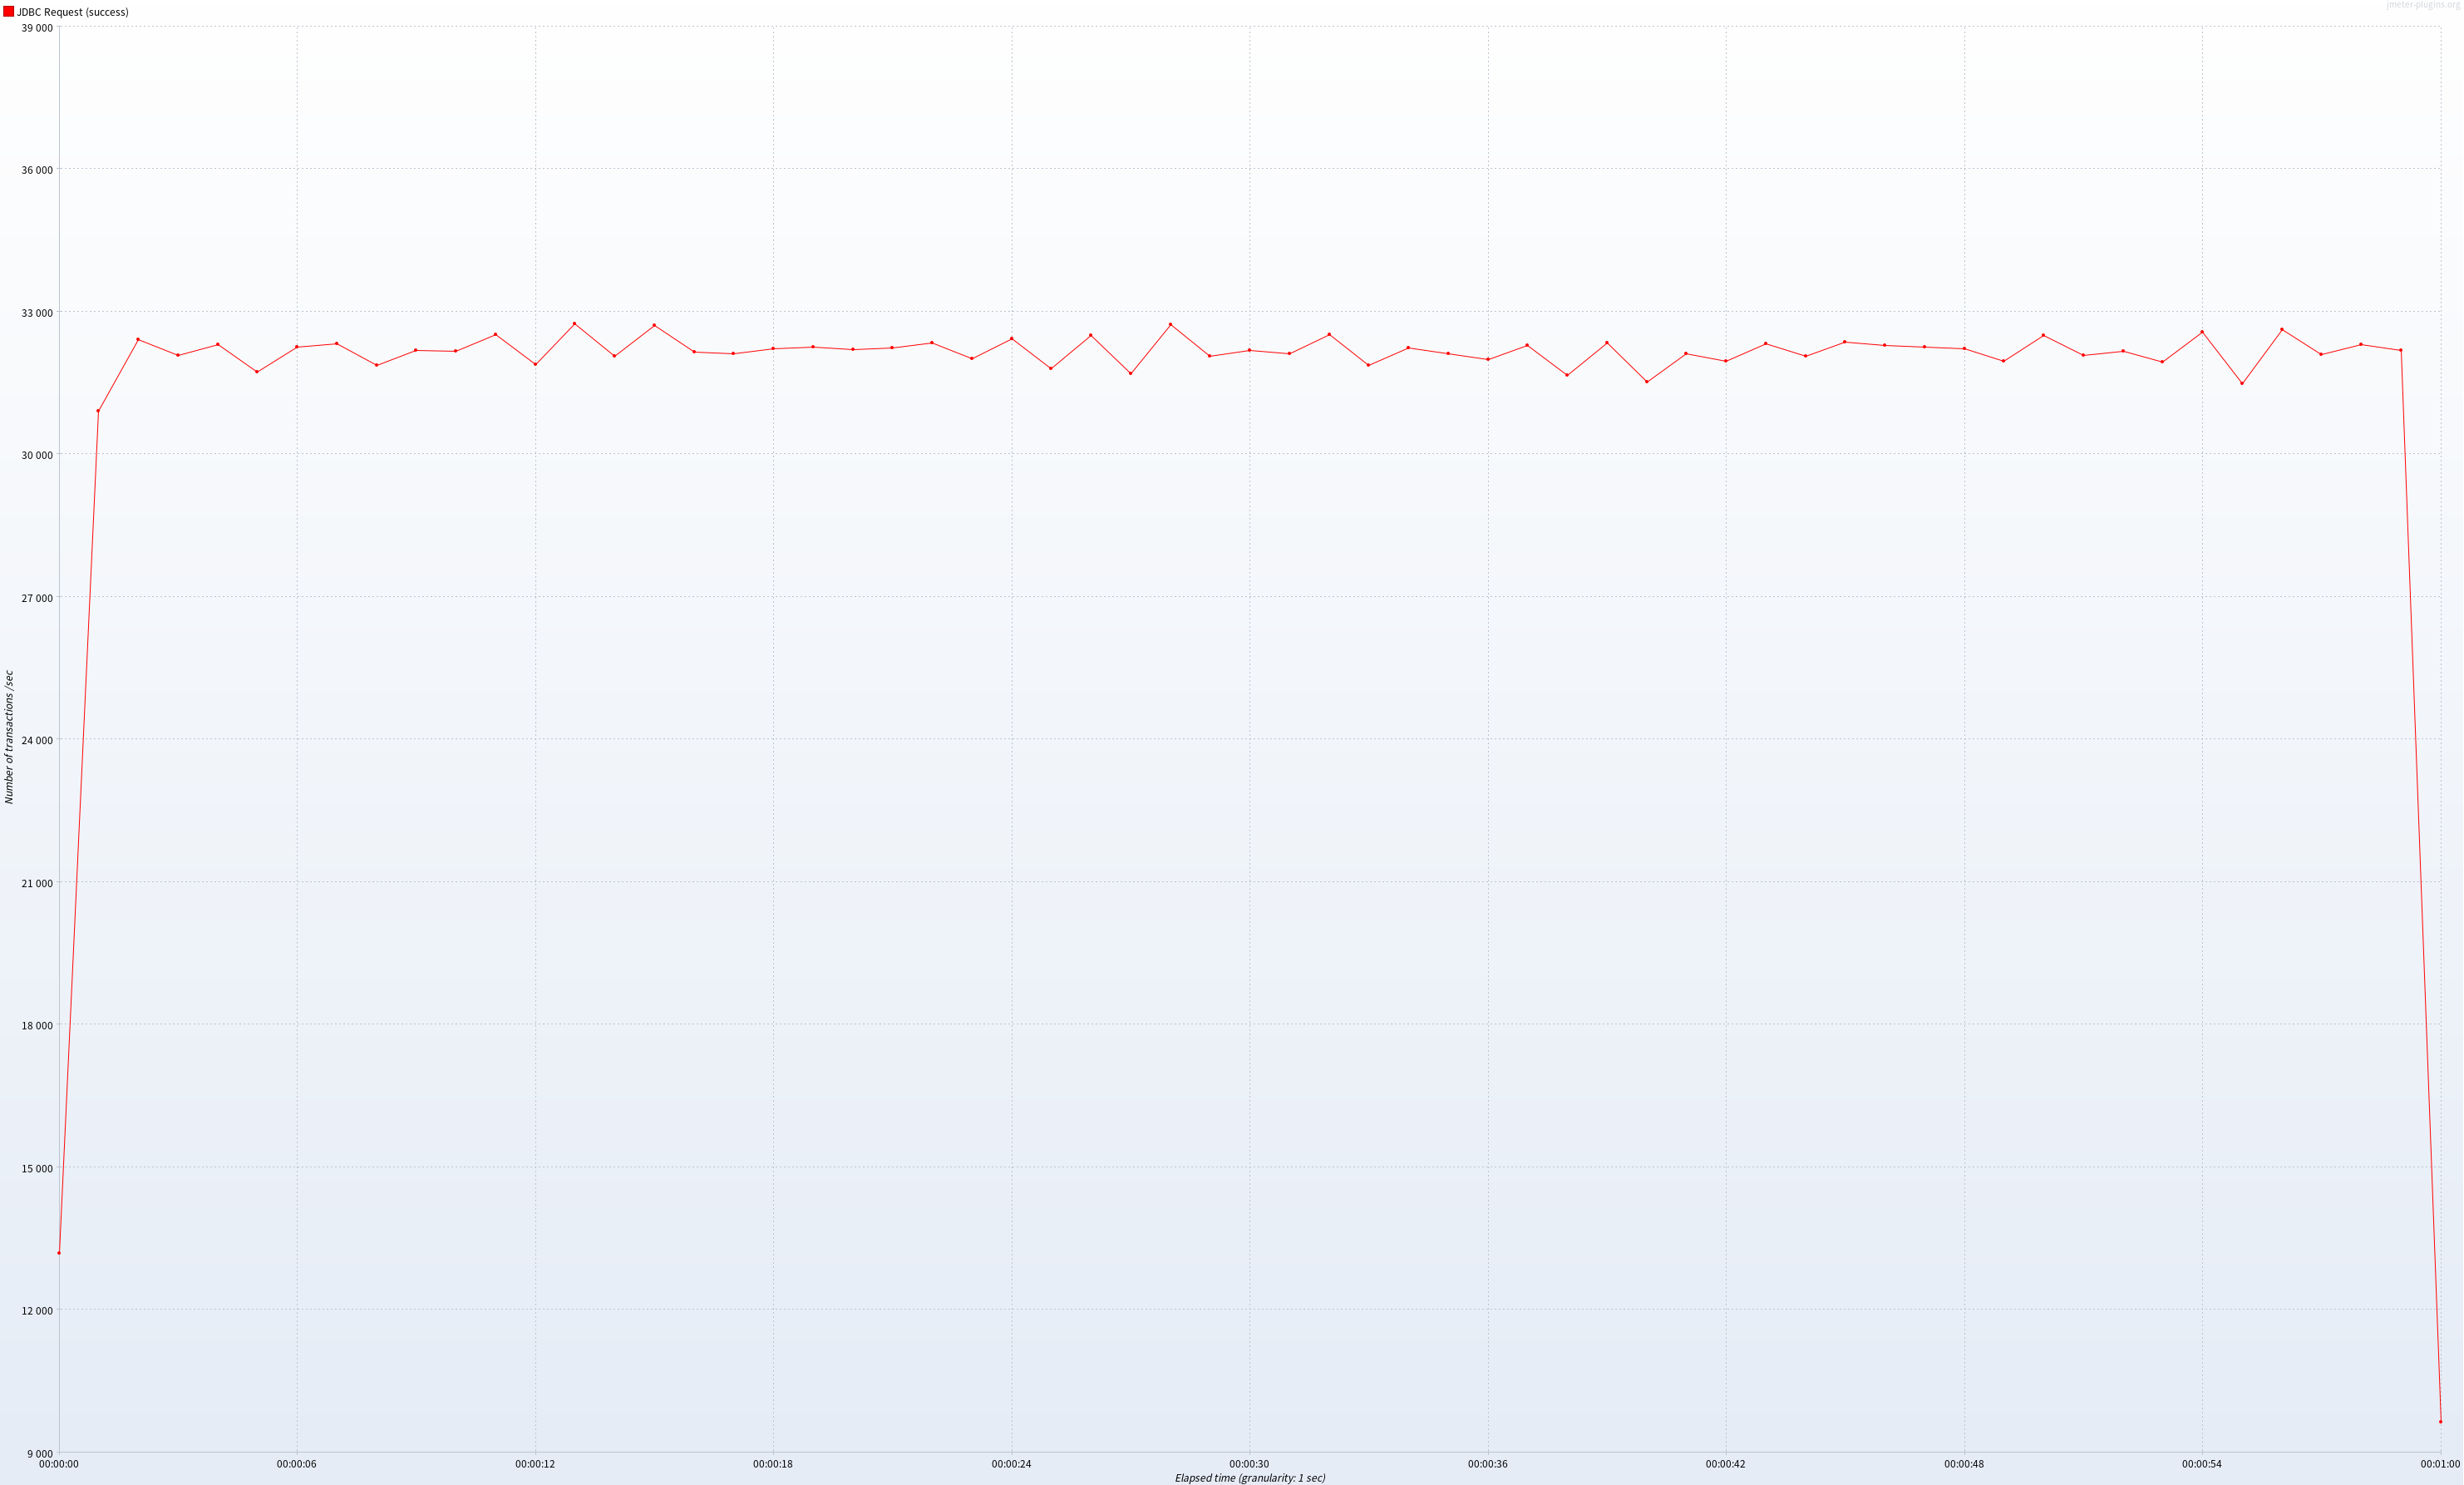 jmeter-plugins.org
JDBC Request (success)
39 000
36 000
33 000
30 000
27 000
24 000
21 000
18 000
15 000
12 000
9 000
Number of transactions /sec
00:00:00 00:00:06 00:00:12 00:00:18 00:00:24 00:00:30 00:00:36 00:00:42 00:00:48 00:00:54 00:01:00
Elapsed time (granularity: 1 sec)